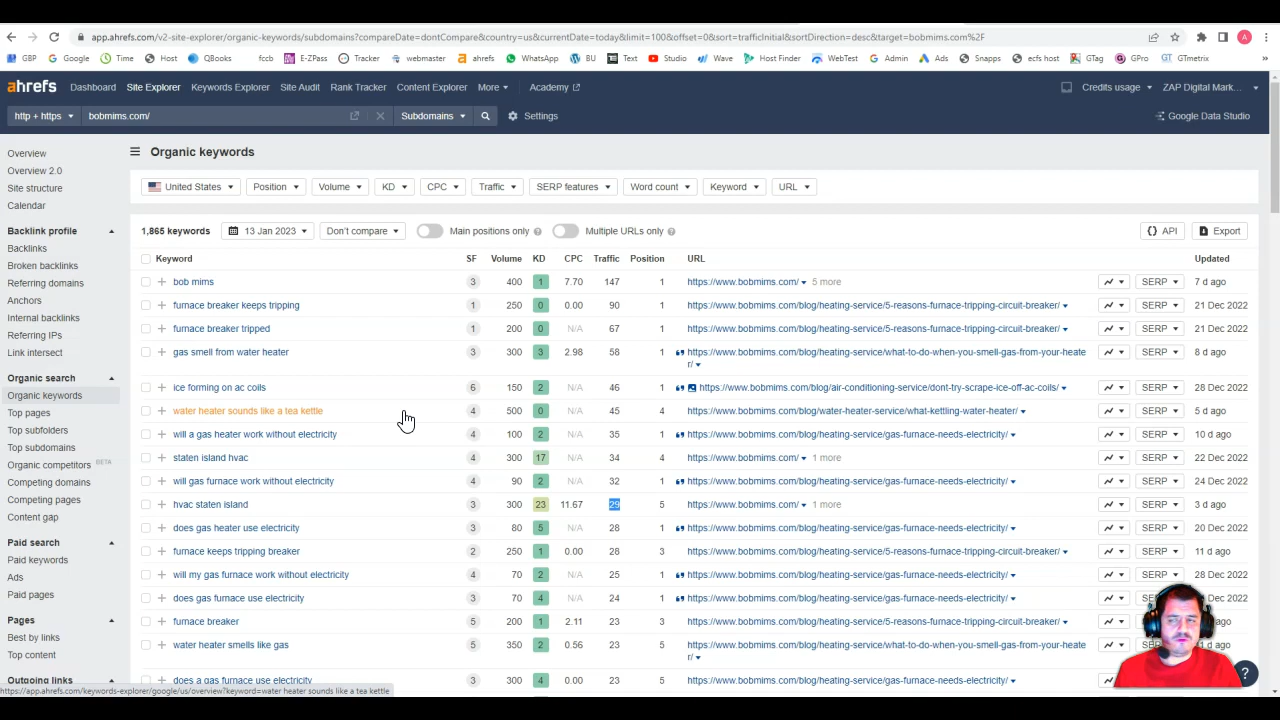 app.ahrefs.com/v2-site-explorer/organic-keywords/subdomains?compareDate=dontCompare&country=us&currentDate=today&limit=100&offset=0&sort=trafficInitial&sortDirection=desc&target=bobmims.com%2F
GBP Google Time Host QBooks fccb E-ZPass Tracker webmaster ahrefs WhatsApp BU Text Studio Wave Host Finder WebTest Admin Ads Snapps ecfs host GTag GPro GTmetrix
ahrefs Dashboard Site Explorer Keywords Explorer Site Audit Rank Tracker Content Explorer More Academy Credits usage ZAP Digital Mark...
http + https bobmims.com/ Subdomains Settings Google Data Studio
Overview
Overview 2.0
Site structure
Calendar
Backlink profile
Backlinks
Broken backlinks
Referring domains
Anchors
Internal backlinks
Referring IPs
Link intersect
Organic search
Organic keywords
Top pages
Top subfolders
Top subdomains
Organic competitors BETA
Competing domains
Competing pages
Content gap
Paid search
Paid keywords
Ads
Paid pages
Pages
Best by links
Top content
Outgoing links
Organic keywords
United States Position Volume KD CPC Traffic SERP features Word count Keyword URL
1,865 keywords 13 Jan 2023 Don't compare Main positions only Multiple URLs only API Export
Keyword SF Volume KD CPC Traffic Position URL Updated
bob mims 3 400 1 7.70 147 1 https://www.bobmims.com/ 5 more SERP 7 d ago
furnace breaker keeps tripping 1 250 0 0.00 90 1 https://www.bobmims.com/blog/heating-service/5-reasons-furnace-tripping-circuit-breaker/ SERP 21 Dec 2022
furnace breaker tripped 1 200 0 N/A 67 1 https://www.bobmims.com/blog/heating-service/5-reasons-furnace-tripping-circuit-breaker/ SERP 21 Dec 2022
gas smell from water heater 3 300 3 2.98 58 1 https://www.bobmims.com/blog/heating-service/what-to-do-when-you-smell-gas-from-your-heate SERP 8 d ago
r/
ice forming on ac coils 6 150 2 N/A 46 1 https://www.bobmims.com/blog/air-conditioning-service/dont-try-scrape-ice-off-ac-coils/ SERP 28 Dec 2022
water heater sounds like a tea kettle 4 500 0 N/A 45 4 https://www.bobmims.com/blog/water-heater-service/what-kettling-water-heater/ SERP 5 d ago
will a gas heater work without electricity 4 100 2 N/A 35 1 https://www.bobmims.com/blog/heating-service/gas-furnace-needs-electricity/ SERP 10 d ago
staten island hvac 4 300 17 N/A 34 4 https://www.bobmims.com/ 1 more SERP 22 Dec 2022
will gas furnace work without electricity 4 90 2 N/A 32 1 https://www.bobmims.com/blog/heating-service/gas-furnace-needs-electricity/ SERP 24 Dec 2022
hvac staten island 3 300 23 11.67 29 5 https://www.bobmims.com/ 1 more SERP 3 d ago
does gas heater use electricity 3 80 5 N/A 28 1 https://www.bobmims.com/blog/heating-service/gas-furnace-needs-electricity/ SERP 20 Dec 2022
furnace keeps tripping breaker 2 250 1 0.00 28 3 https://www.bobmims.com/blog/heating-service/5-reasons-furnace-tripping-circuit-breaker/ SERP 11 d ago
will my gas furnace work without electricity 4 70 2 N/A 25 1 https://www.bobmims.com/blog/heating-service/gas-furnace-needs-electricity/ SERP 28 Dec 2022
does gas furnace use electricity 3 70 4 N/A 24 1 https://www.bobmims.com/blog/heating-service/gas-furnace-needs-electricity/ Dec 2022
furnace breaker 5 200 1 2.11 23 3 https://www.bobmims.com/blog/heating-service/5-reasons-furnace-tripping-circuit-breaker/ ago
water heater smells like gas 5 350 2 0.56 23 5 https://www.bobmims.com/blog/heating-service/what-to-do-when-you-smell-gas-from-your-heate d ago
r/
does a gas heater use electricity 3 4 N/A 23 5 https://www.bobmims.com/blog/heating-service/gas-furnace-needs-electricity/
https://app.ahrefs.com/keywords-explorer/google/us/overview?keyword=water heater sounds like a tea kettle